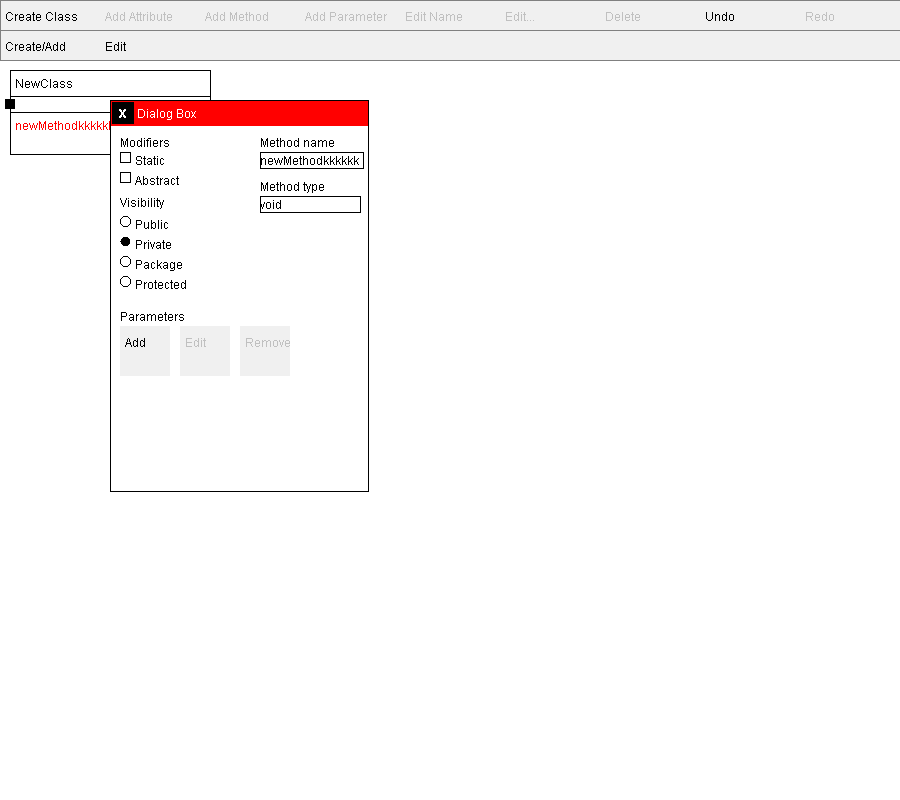 Create Class Add Attribute Add Method Add Parameter Edit Name Edit... Delete Undo Redo
Create/Add Edit
NewClass
newMethodkkkkk
X Dialog Box
Modifiers
Static
Abstract
Visibility
Public
Private
Package
Protected
Method name
newMethodkkkkkk
Method type
void
Parameters
Add Edit Remove